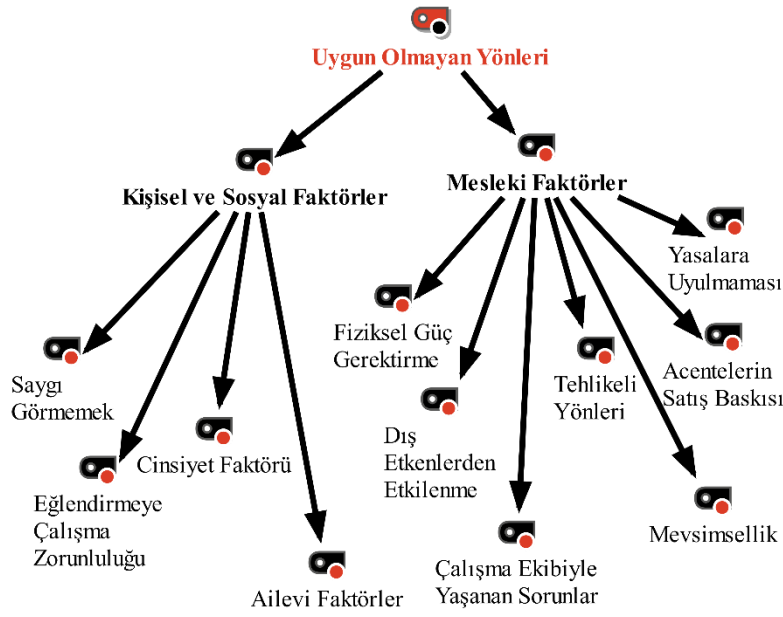 Uygun Olmayan Yönleri
Kişisel ve Sosyal Faktörler
Mesleki Faktörler
Saygı
Görmemek
Eğlendirmeye
Çalışma
Zorunluluğu
Cinsiyet Faktörü
Ailevi Faktörler
Fiziksel Güç
Gerektirme
Dış
Etkenlerden
Etkilenme
Çalışma Ekibiyle
Yaşanan Sorunlar
Tehlikeli
Yönleri
Mevsimsellik
Acentelerin
Satış Baskısı
Yasalara
Uyulmaması